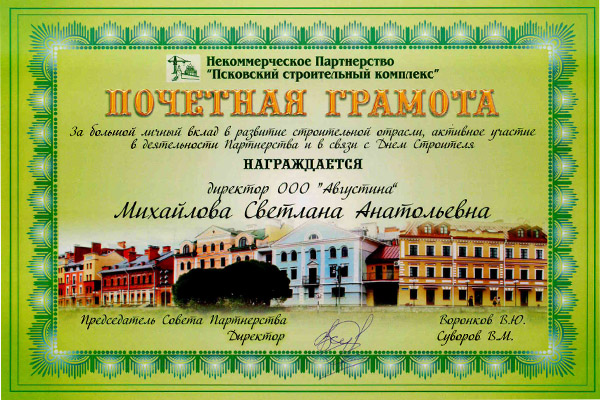 Некоммерческое Партнерство
"Псковский строительный комплекс"
ПОЧЕТНАЯ ГРАМОТА
За большой личный вклад в развитие строительной отрасли, активное участие
в деятельности Партнерства и в связи с Днем Строителя
НАГРАЖДАЕТСЯ
директор ООО "Августина"
Михайлова Светлана Анатольевна
Председатель Совета Партнерства Воронков В.Ю.
Директор Суворов В.М.